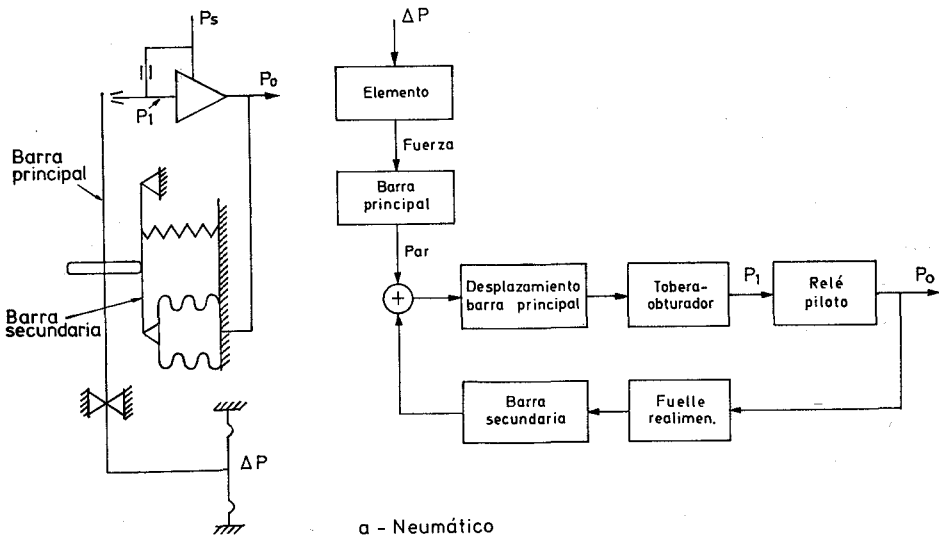 Ps
P1
Po
Barra
principal
Barra
secundaria
ΔP
ΔP
Elemento
Fuerza
Barra
principal
Par
+
Desplazamiento
barra principal
Tobera-
obturador
P1
Relé
piloto
Po
Barra
secundaria
Fuelle
realimen.
a - Neumático